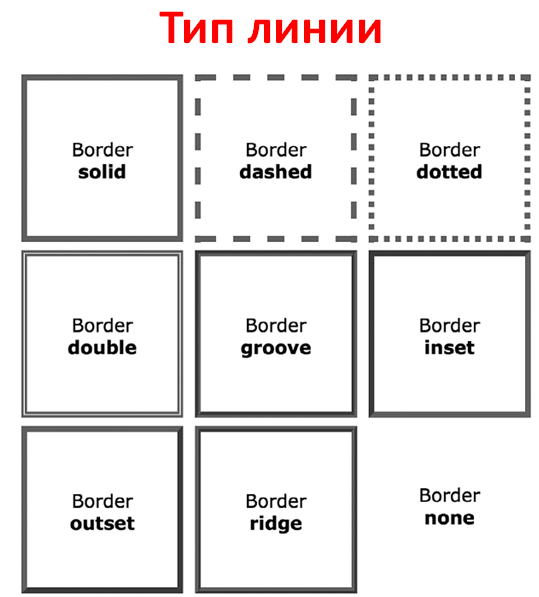 Тип линии
Border
solid
Border
dashed
Border
dotted
Border
double
Border
groove
Border
inset
Border
outset
Border
ridge
Border
none